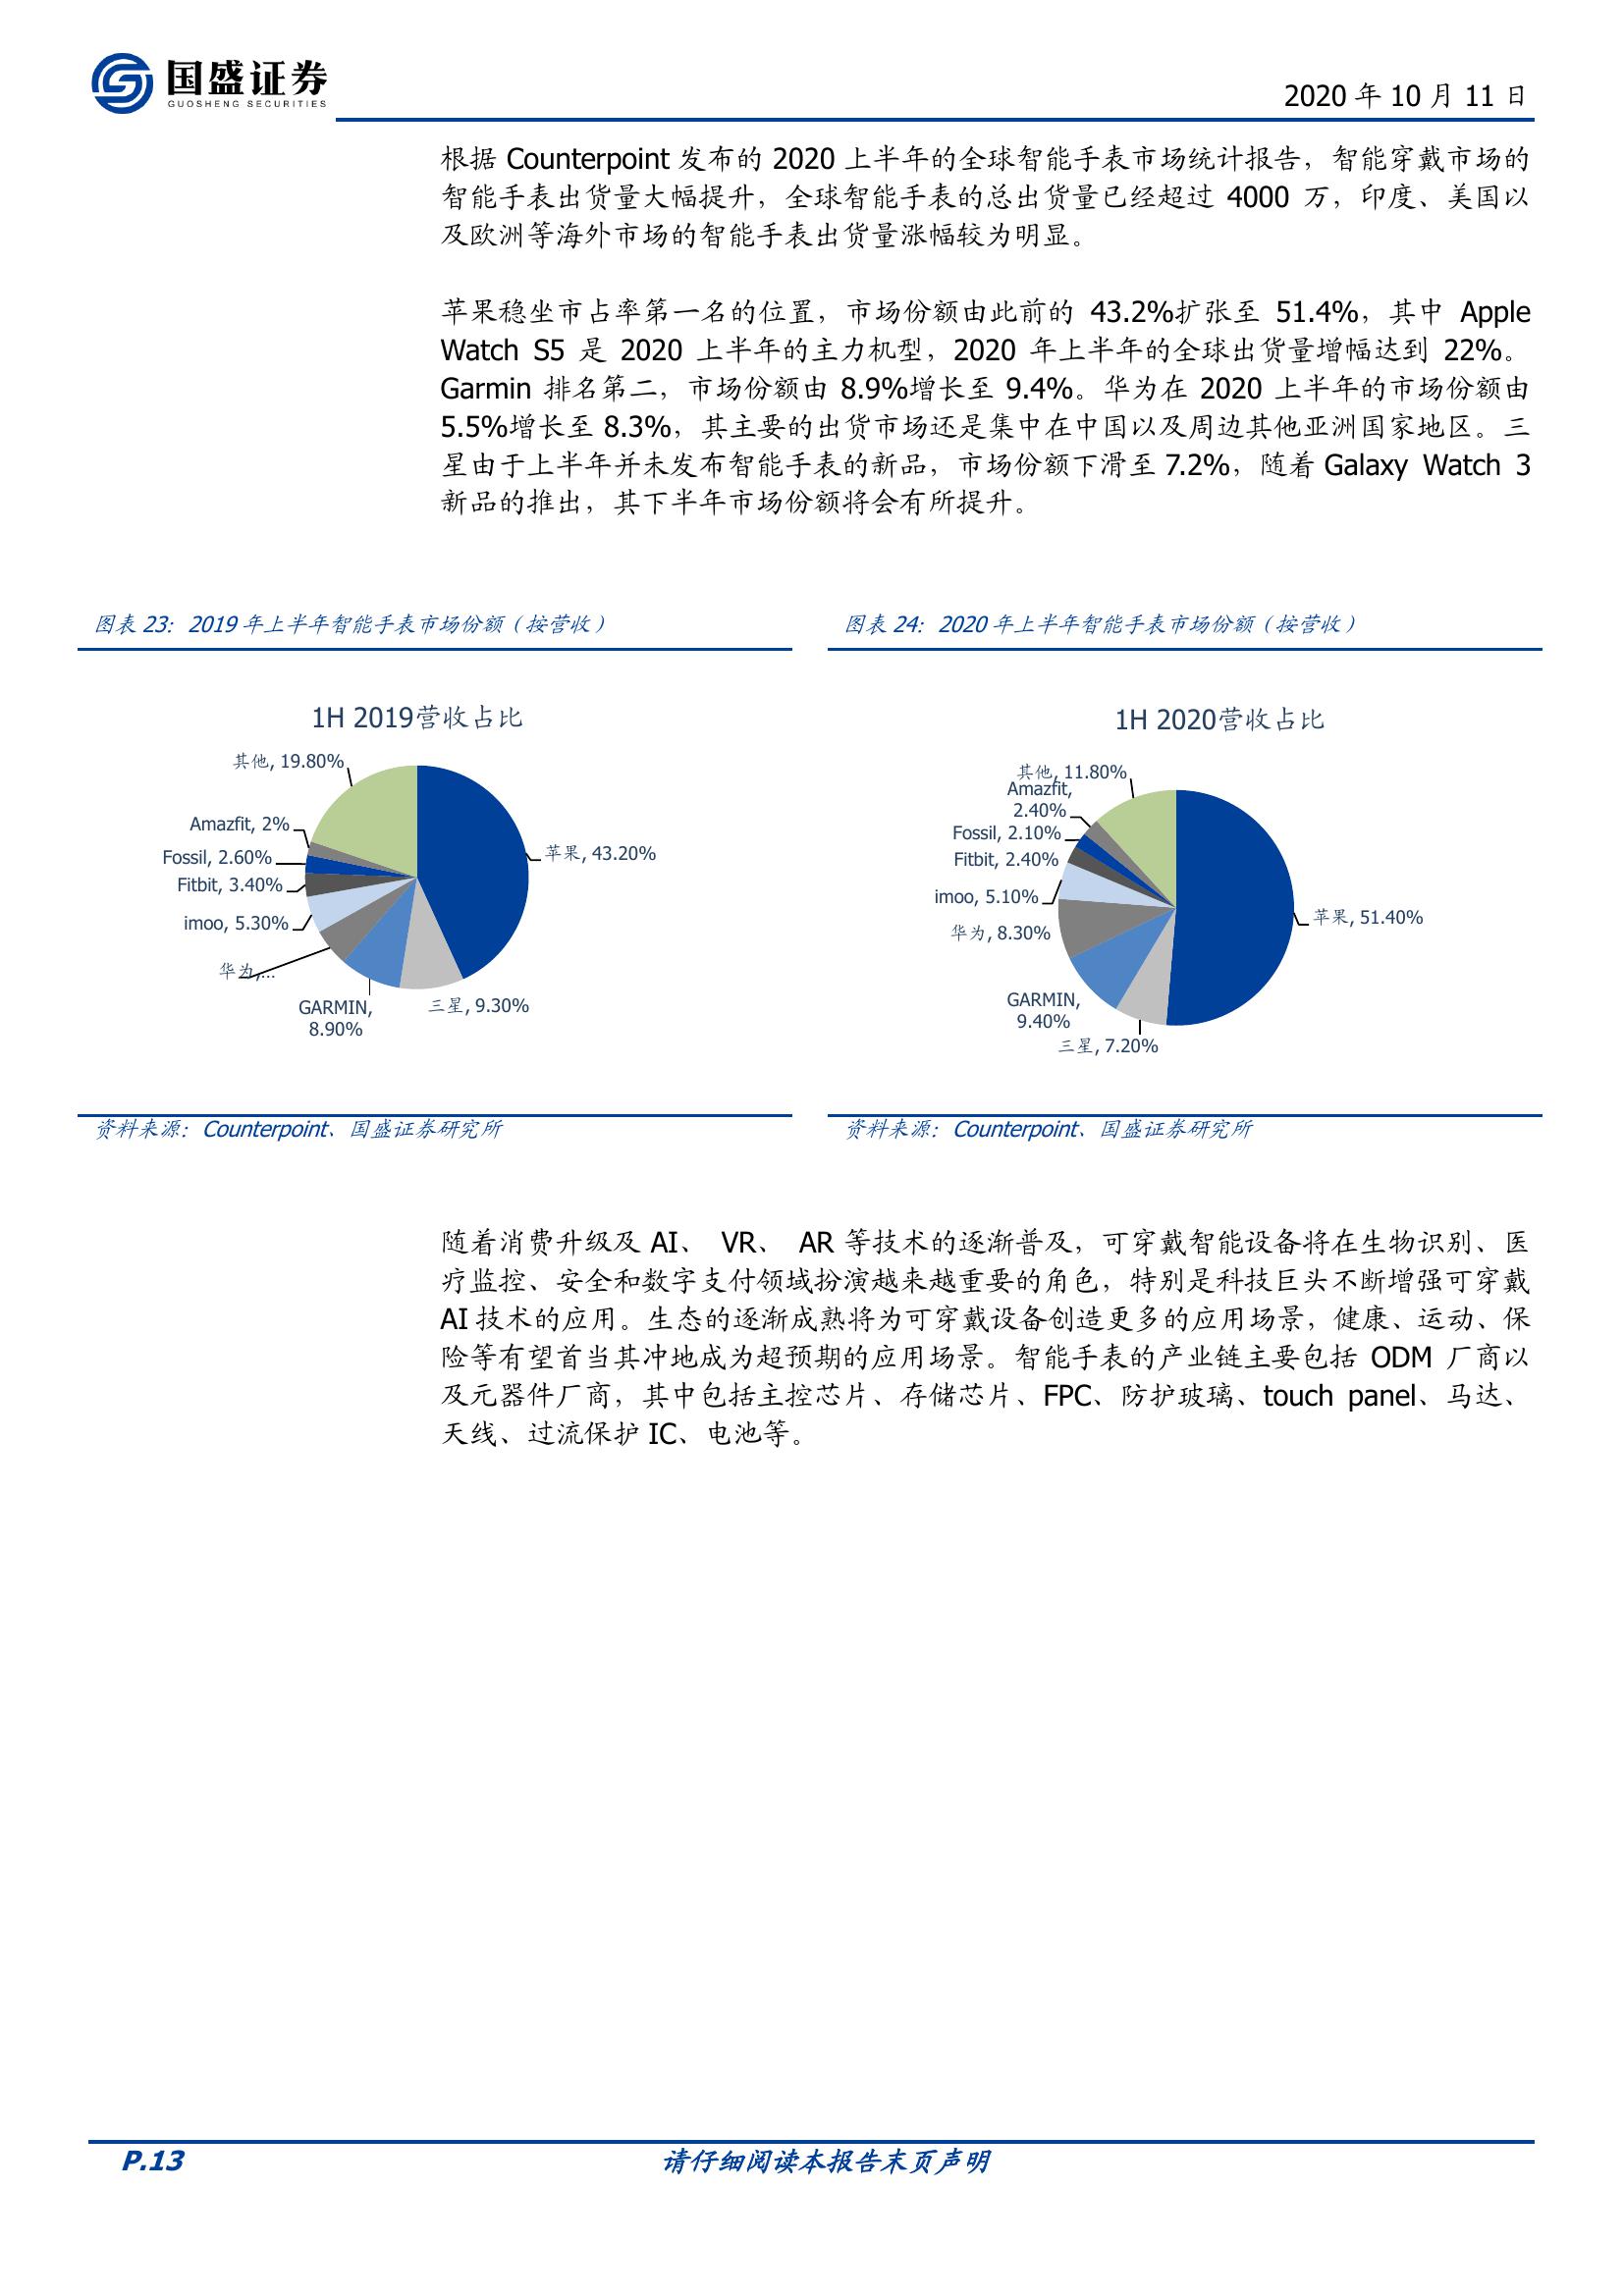 国盛证券
GUOSHENG SECURITIES
2020 年 10 月 11 日
根据 Counterpoint 发布的 2020 上半年的全球智能手表市场统计报告，智能穿戴市场的
智能手表出货量大幅提升，全球智能手表的总出货量已经超过 4000 万，印度、美国以
及欧洲等海外市场的智能手表出货量涨幅较为明显。
苹果稳坐市占率第一名的位置，市场份额由此前的 43.2%扩张至 51.4%，其中 Apple
Watch S5 是 2020 上半年的主力机型，2020 年上半年的全球出货量增幅达到 22%。
Garmin 排名第二，市场份额由 8.9%增长至 9.4%。华为在 2020 上半年的市场份额由
5.5%增长至 8.3%，其主要的出货市场还是集中在中国以及周边其他亚洲国家地区。三
星由于上半年并未发布智能手表的新品，市场份额下滑至 7.2%，随着 Galaxy Watch 3
新品的推出，其下半年市场份额将会有所提升。
图表 23：2019 年上半年智能手表市场份额（按营收）
1H 2019营收占比
其他, 19.80%
Amazfit, 2%
Fossil, 2.60%
Fitbit, 3.40%
imoo, 5.30%
华为,...
GARMIN,
8.90%
三星, 9.30%
苹果, 43.20%
资料来源：Counterpoint、国盛证券研究所
图表 24：2020 年上半年智能手表市场份额（按营收）
1H 2020营收占比
其他, 11.80%
Amazfit,
2.40%
Fossil, 2.10%
Fitbit, 2.40%
imoo, 5.10%
华为, 8.30%
GARMIN,
9.40%
三星, 7.20%
苹果, 51.40%
资料来源：Counterpoint、国盛证券研究所
随着消费升级及 AI、 VR、 AR 等技术的逐渐普及，可穿戴智能设备将在生物识别、医
疗监控、安全和数字支付领域扮演越来越重要的角色，特别是科技巨头不断增强可穿戴
AI 技术的应用。生态的逐渐成熟将为可穿戴设备创造更多的应用场景，健康、运动、保
险等有望首当其冲地成为超预期的应用场景。智能手表的产业链主要包括 ODM 厂商以
及元器件厂商，其中包括主控芯片、存储芯片、FPC、防护玻璃、touch panel、马达、
天线、过流保护 IC、电池等。
P.13
请仔细阅读本报告末页声明